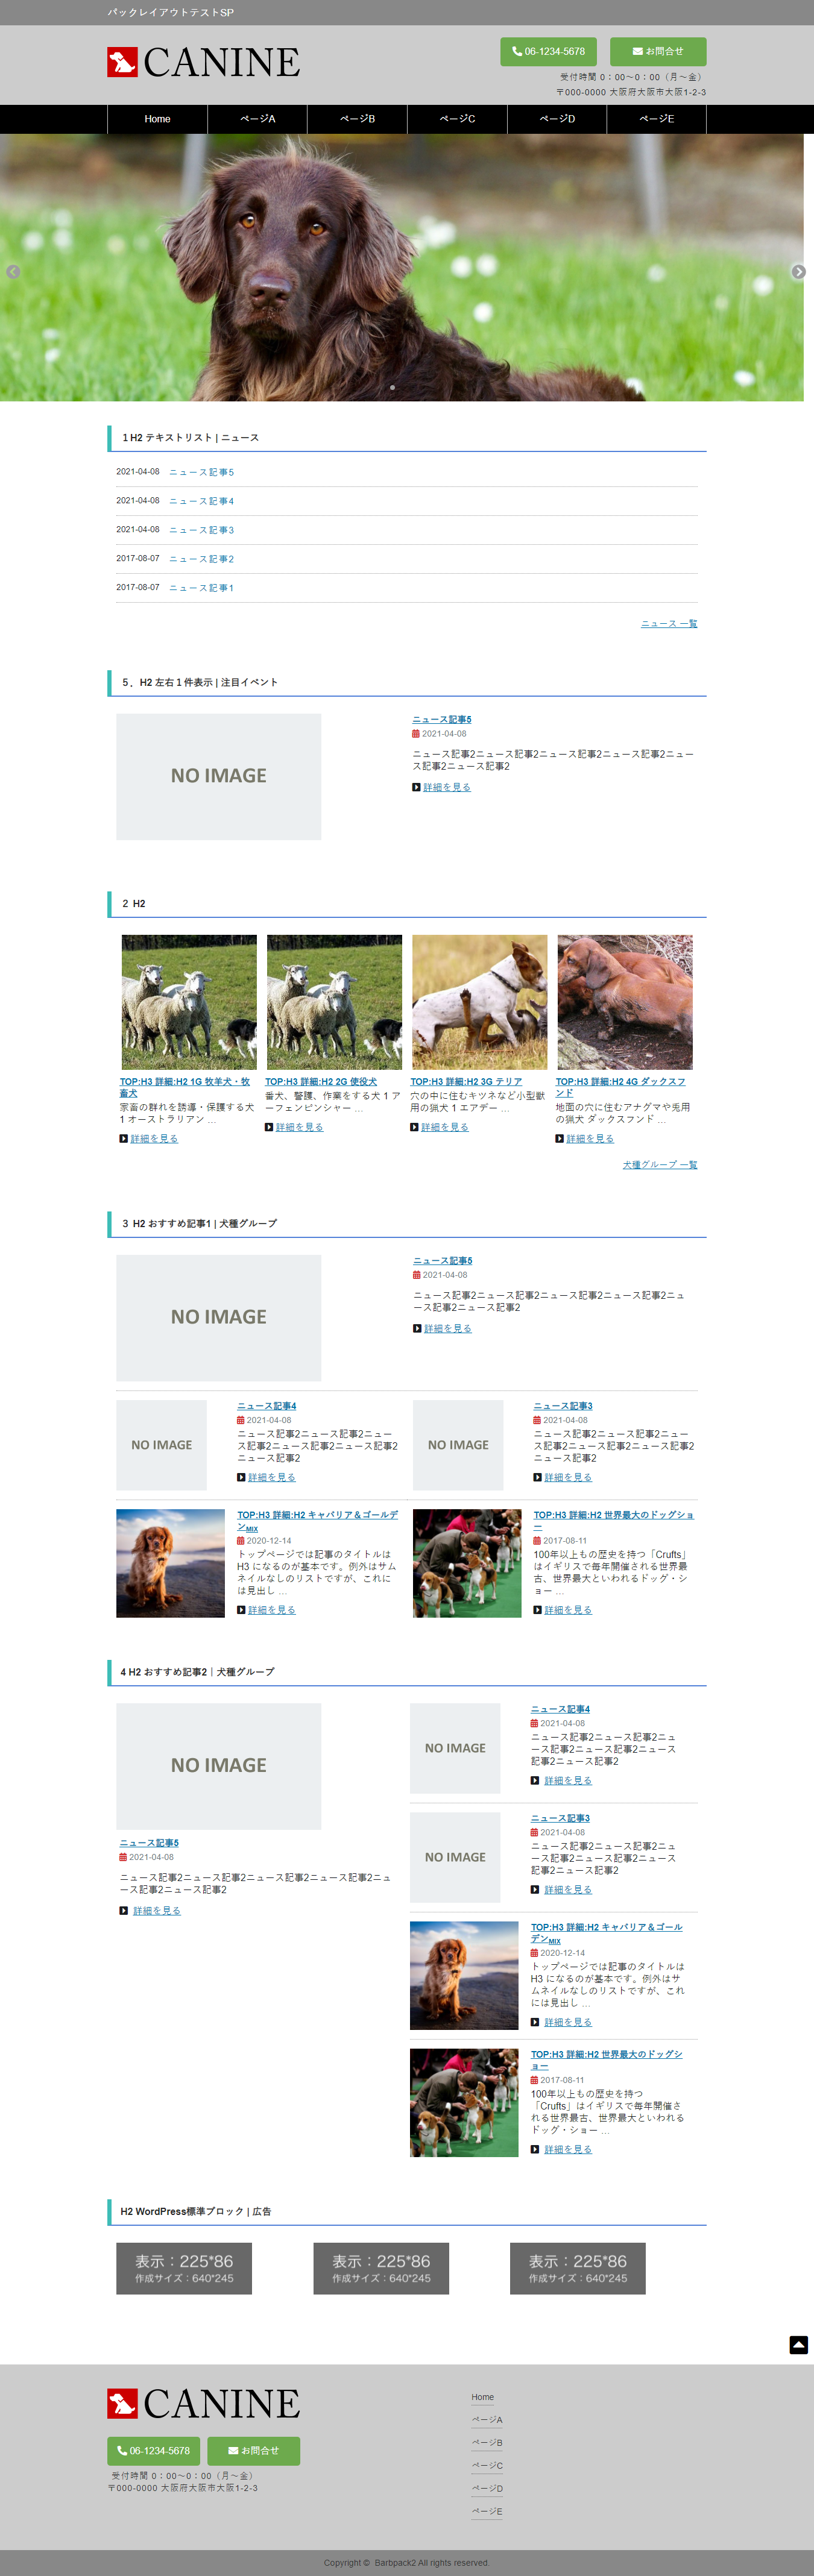 パックレイアウトテストSP
CANINE
06-1234-5678
お問合せ
受付時間 0:00~0:00(月~金)
〒000-0000 大阪府大阪市大阪1-2-3
Home ページA ページB ページC ページD ページE
1 H2 テキストリスト | ニュース
2021-04-08 ニュース記事5
2021-04-08 ニュース記事4
2021-04-08 ニュース記事3
2017-08-07 ニュース記事2
2017-08-07 ニュース記事1
ニュース 一覧
5. H2 左右1件表示 | 注目イベント
NO IMAGE
ニュース記事5
2021-04-08
ニュース記事2ニュース記事2ニュース記事2ニュース記事2ニュー
ス記事2ニュース記事2
詳細を見る
2 H2
TOP:H3 詳細:H2 1G 牧羊犬・牧
畜犬
家畜の群れを誘導・保護する犬
1 オーストラリアン …
詳細を見る
TOP:H3 詳細:H2 2G 使役犬
番犬、警護、作業をする犬 1 ア
ーフェンピンシャー …
詳細を見る
TOP:H3 詳細:H2 3G テリア
穴の中に住むキツネなど小型獣
用の猟犬 1 エアデー …
詳細を見る
TOP:H3 詳細:H2 4G ダックスフ
ンド
地面の穴に住むアナグマや兎用
の猟犬 ダックスフンド …
詳細を見る
犬種グループ 一覧
3 H2 おすすめ記事1 | 犬種グループ
NO IMAGE
ニュース記事5
2021-04-08
ニュース記事2ニュース記事2ニュース記事2ニュース記事2ニュ
ース記事2ニュース記事2
詳細を見る
NO IMAGE
ニュース記事4
2021-04-08
ニュース記事2ニュース記事2ニュー
ス記事2ニュース記事2ニュース記事2
ニュース記事2
詳細を見る
NO IMAGE
ニュース記事3
2021-04-08
ニュース記事2ニュース記事2ニュー
ス記事2ニュース記事2ニュース記事2
ニュース記事2
詳細を見る
TOP:H3 詳細:H2 キャバリア&ゴールデ
ンMIX
2020-12-14
トップページでは記事のタイトルは
H3 になるのが基本です。例外はサム
ネイルなしのリストですが、これに
は見出し …
詳細を見る
TOP:H3 詳細:H2 世界最大のドッグショ
ー
2017-08-11
100年以上もの歴史を持つ「Crufts」
はイギリスで毎年開催される世界最
古、世界最大といわれるドッグ・シ
ョー …
詳細を見る
4 H2 おすすめ記事2|犬種グループ
NO IMAGE
ニュース記事5
2021-04-08
ニュース記事2ニュース記事2ニュース記事2ニュース記事2ニュ
ース記事2ニュース記事2
詳細を見る
NO IMAGE
ニュース記事4
2021-04-08
ニュース記事2ニュース記事2ニュ
ース記事2ニュース記事2ニュース
記事2ニュース記事2
詳細を見る
NO IMAGE
ニュース記事3
2021-04-08
ニュース記事2ニュース記事2ニュ
ース記事2ニュース記事2ニュース
記事2ニュース記事2
詳細を見る
TOP:H3 詳細:H2 キャバリア&ゴール
デンMIX
2020-12-14
トップページでは記事のタイトルは
H3 になるのが基本です。例外はサ
ムネイルなしのリストですが、これ
には見出し …
詳細を見る
TOP:H3 詳細:H2 世界最大のドッグシ
ョー
2017-08-11
100年以上もの歴史を持つ
「Crufts」はイギリスで毎年開催さ
れる世界最古、世界最大といわれる
ドッグ・ショー …
詳細を見る
H2 WordPress標準ブロック | 広告
表示:225*86
作成サイズ:640*245
表示:225*86
作成サイズ:640*245
表示:225*86
作成サイズ:640*245
CANINE
06-1234-5678
お問合せ
受付時間 0:00~0:00(月~金)
〒000-0000 大阪府大阪市大阪1-2-3
Home
ページA
ページB
ページC
ページD
ページE
Copyright © Barbpack2 All rights reserved.